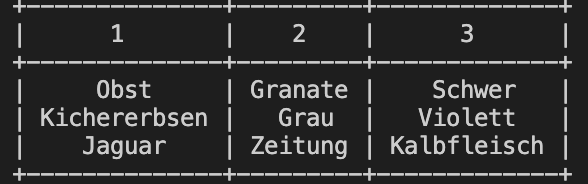 1 2 3
Obst Granate Schwer
Kichererbsen Grau Violett
Jaguar Zeitung Kalbfleisch